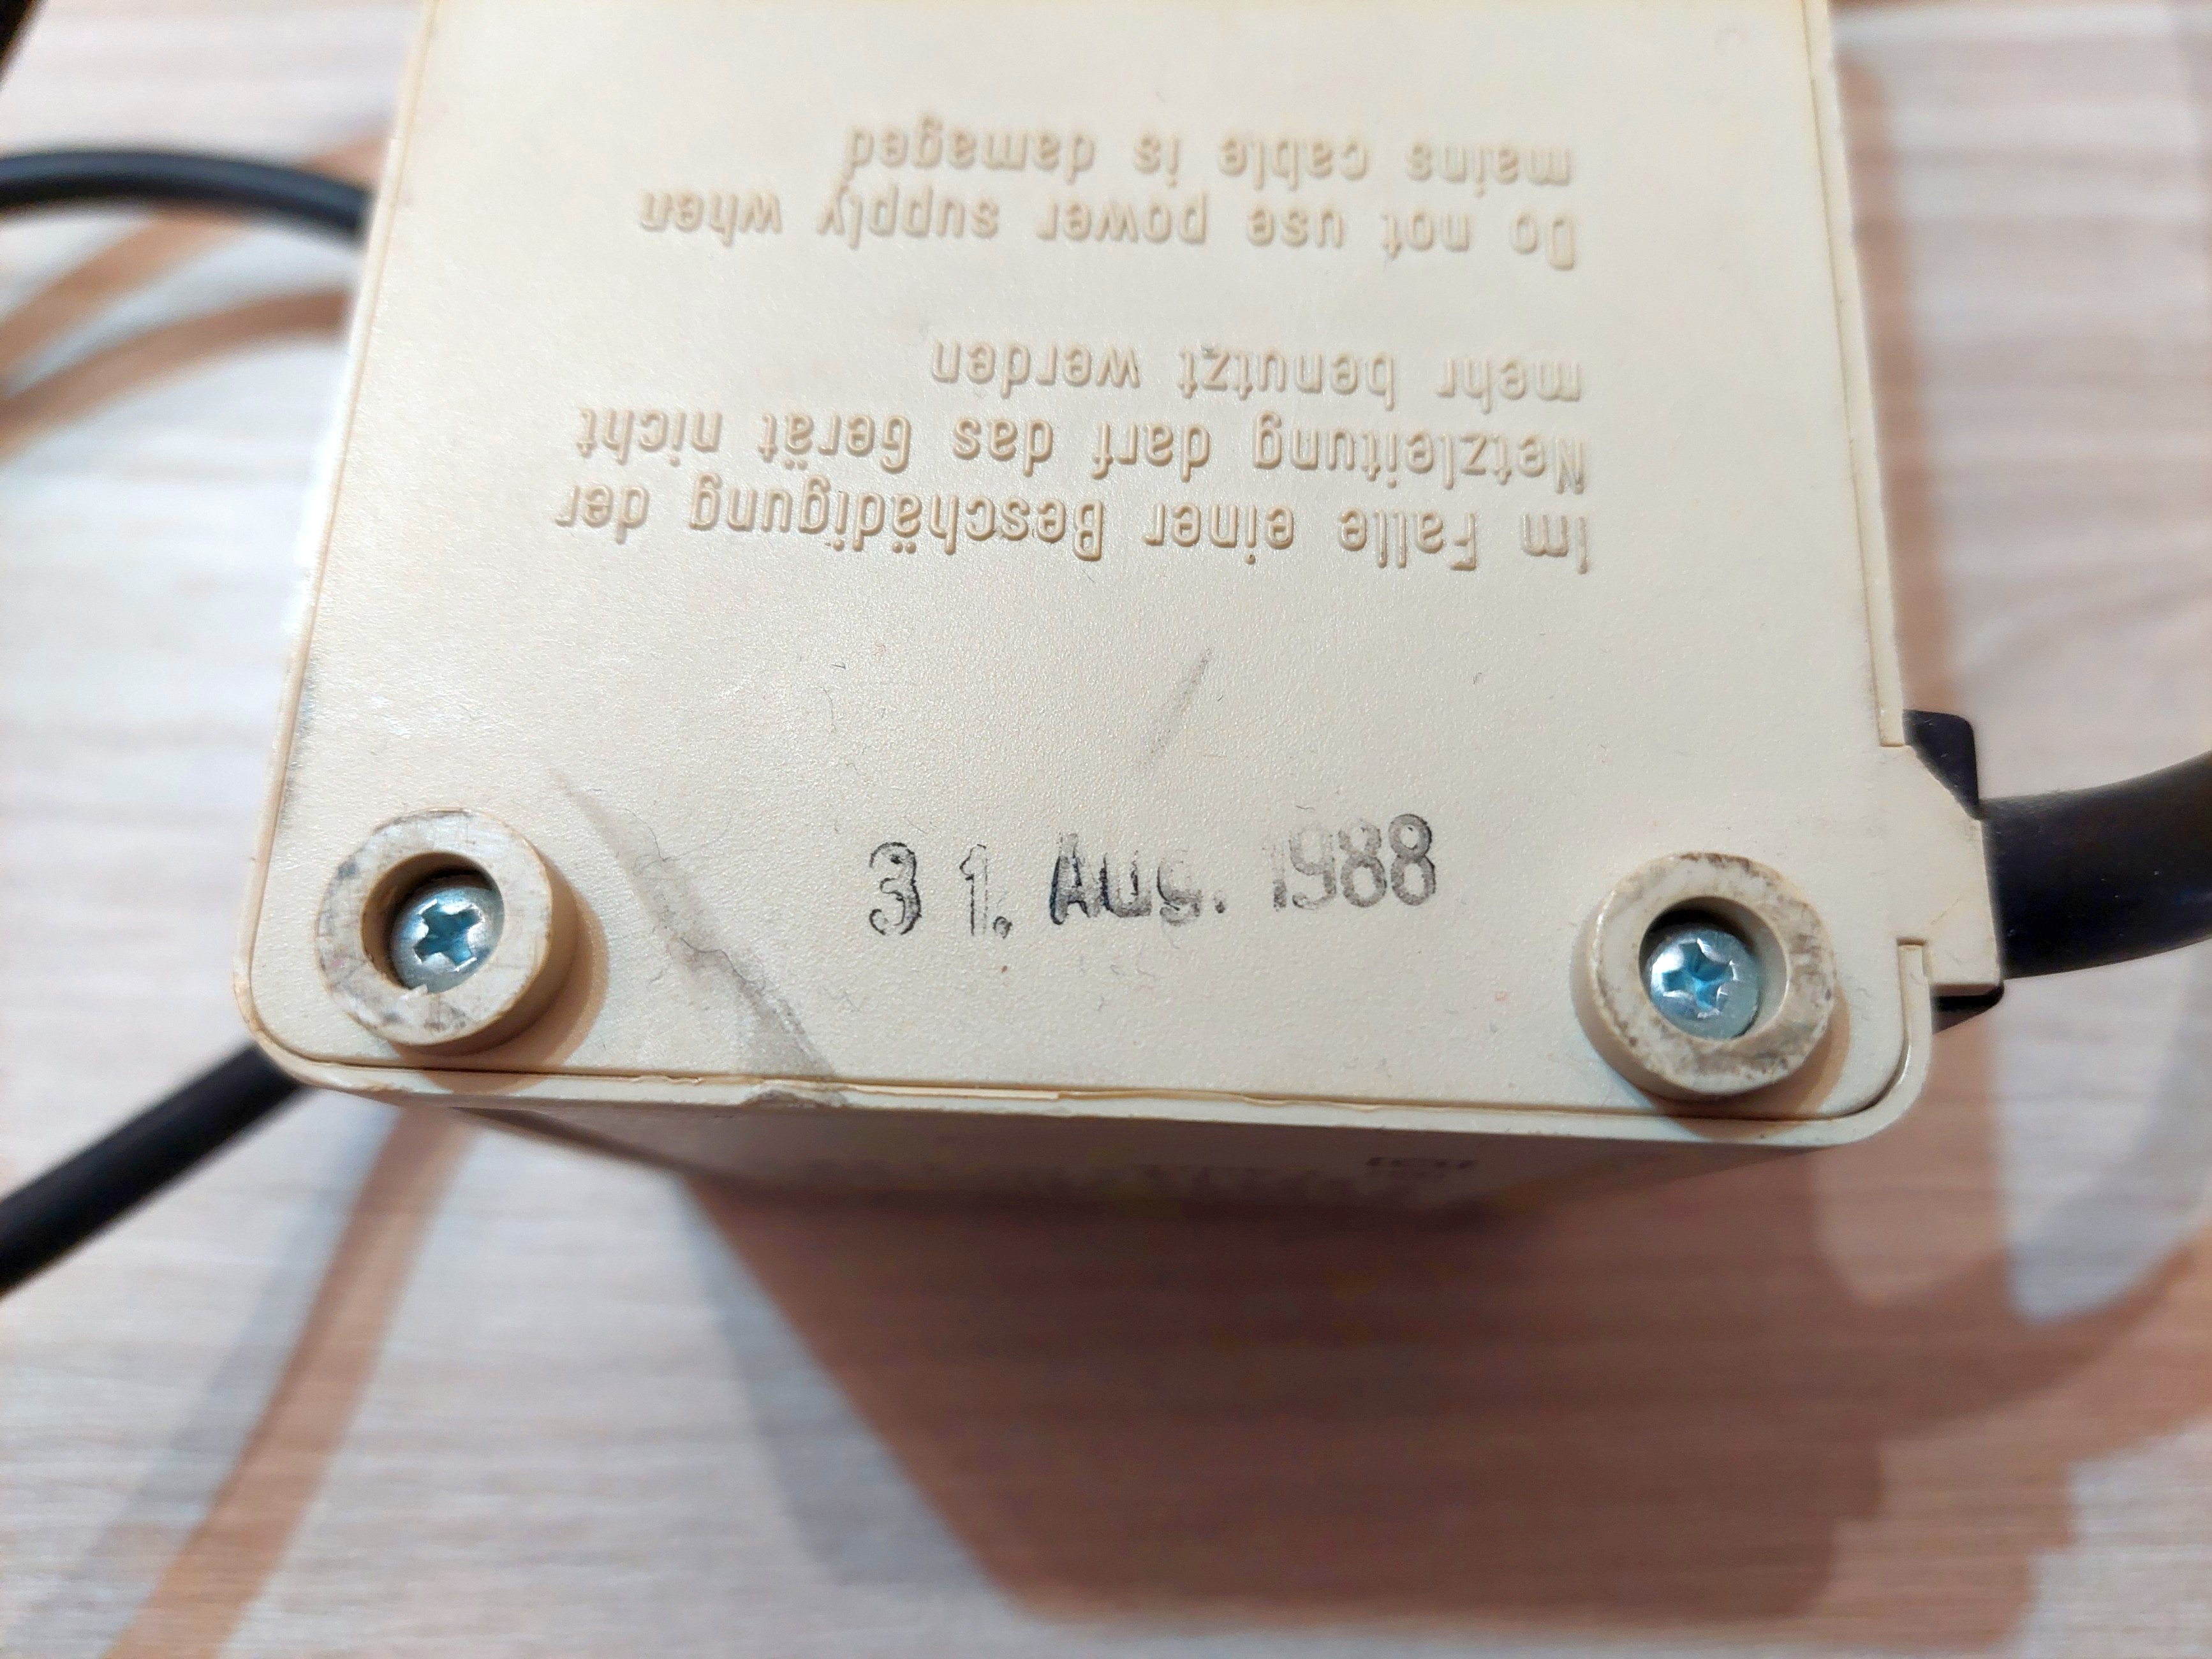 Im Falle einer Beschädigung der
Netzleitung darf das Gerät nicht
mehr benutzt werden
Do not use power supply when
mains cable is damaged
31. Aug. 1988